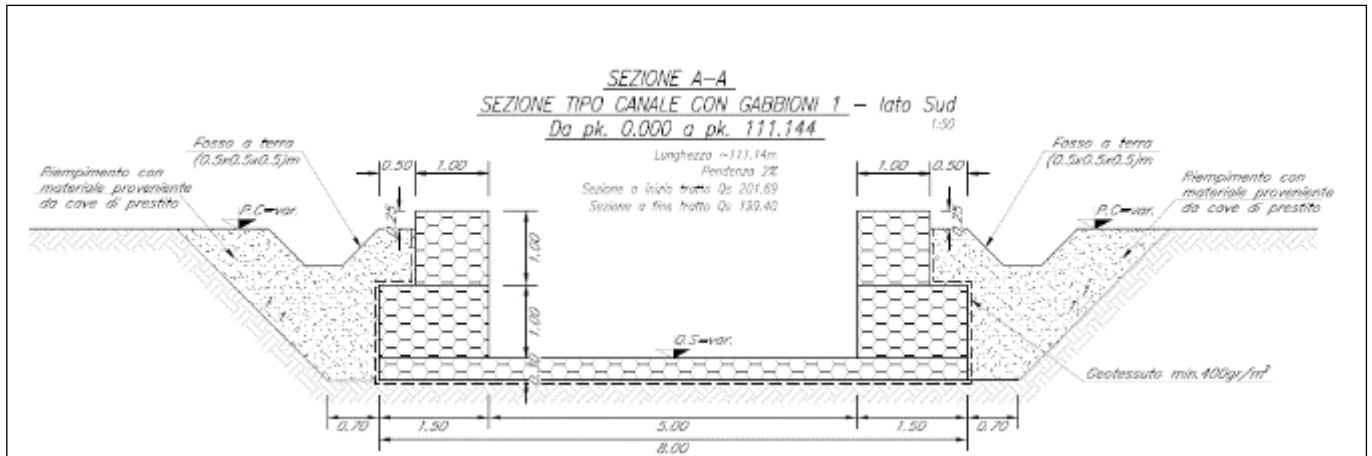 SEZIONE A-A
SEZIONE TIPO CANALE CON GABBIONI 1 - lato Sud
1:50
Da pk. 0.000 a pk. 111.144
Lunghezza ~111.14m
Pendenza 2%
Sezione a inizio tratto Qs 201.69
Sezione a fine tratto Qs 199.40
Fosso a terra
(0.5x0.5x0.5)m
Riempimento con
materiale proveniente
da cave di prestito
P.C=var.
0.50
1.00
0.25
1.00
1.00
1.00
0.50
0.25
Fosso a terra
(0.5x0.5x0.5)m
Riempimento con
materiale proveniente
da cave di prestito
P.C=var.
Q.S=var.
Geotessuto min.400gr/m²
0.70
1.50
5.00
1.50
0.70
8.00